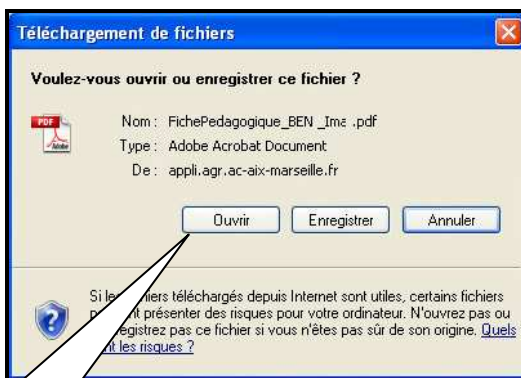 Téléchargement de fichiers
Voulez-vous ouvrir ou enregistrer ce fichier ?
PDF
Adobe
Nom : FichePedagogique_BEN _Ima .pdf
Type : Adobe Acrobat Document
De : appli.agr.ac-aix-marseille.fr
Ouvrir
Enregistrer
Annuler
Si les téléchargés depuis Internet sont utiles, certains fichiers
présenter des risques pour votre ordinateur. N'ouvrez pas ou
pas ce fichier si vous n'êtes pas sûr de son origine. Quels
les risques ?